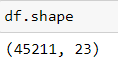 df.shape
(45211, 23)